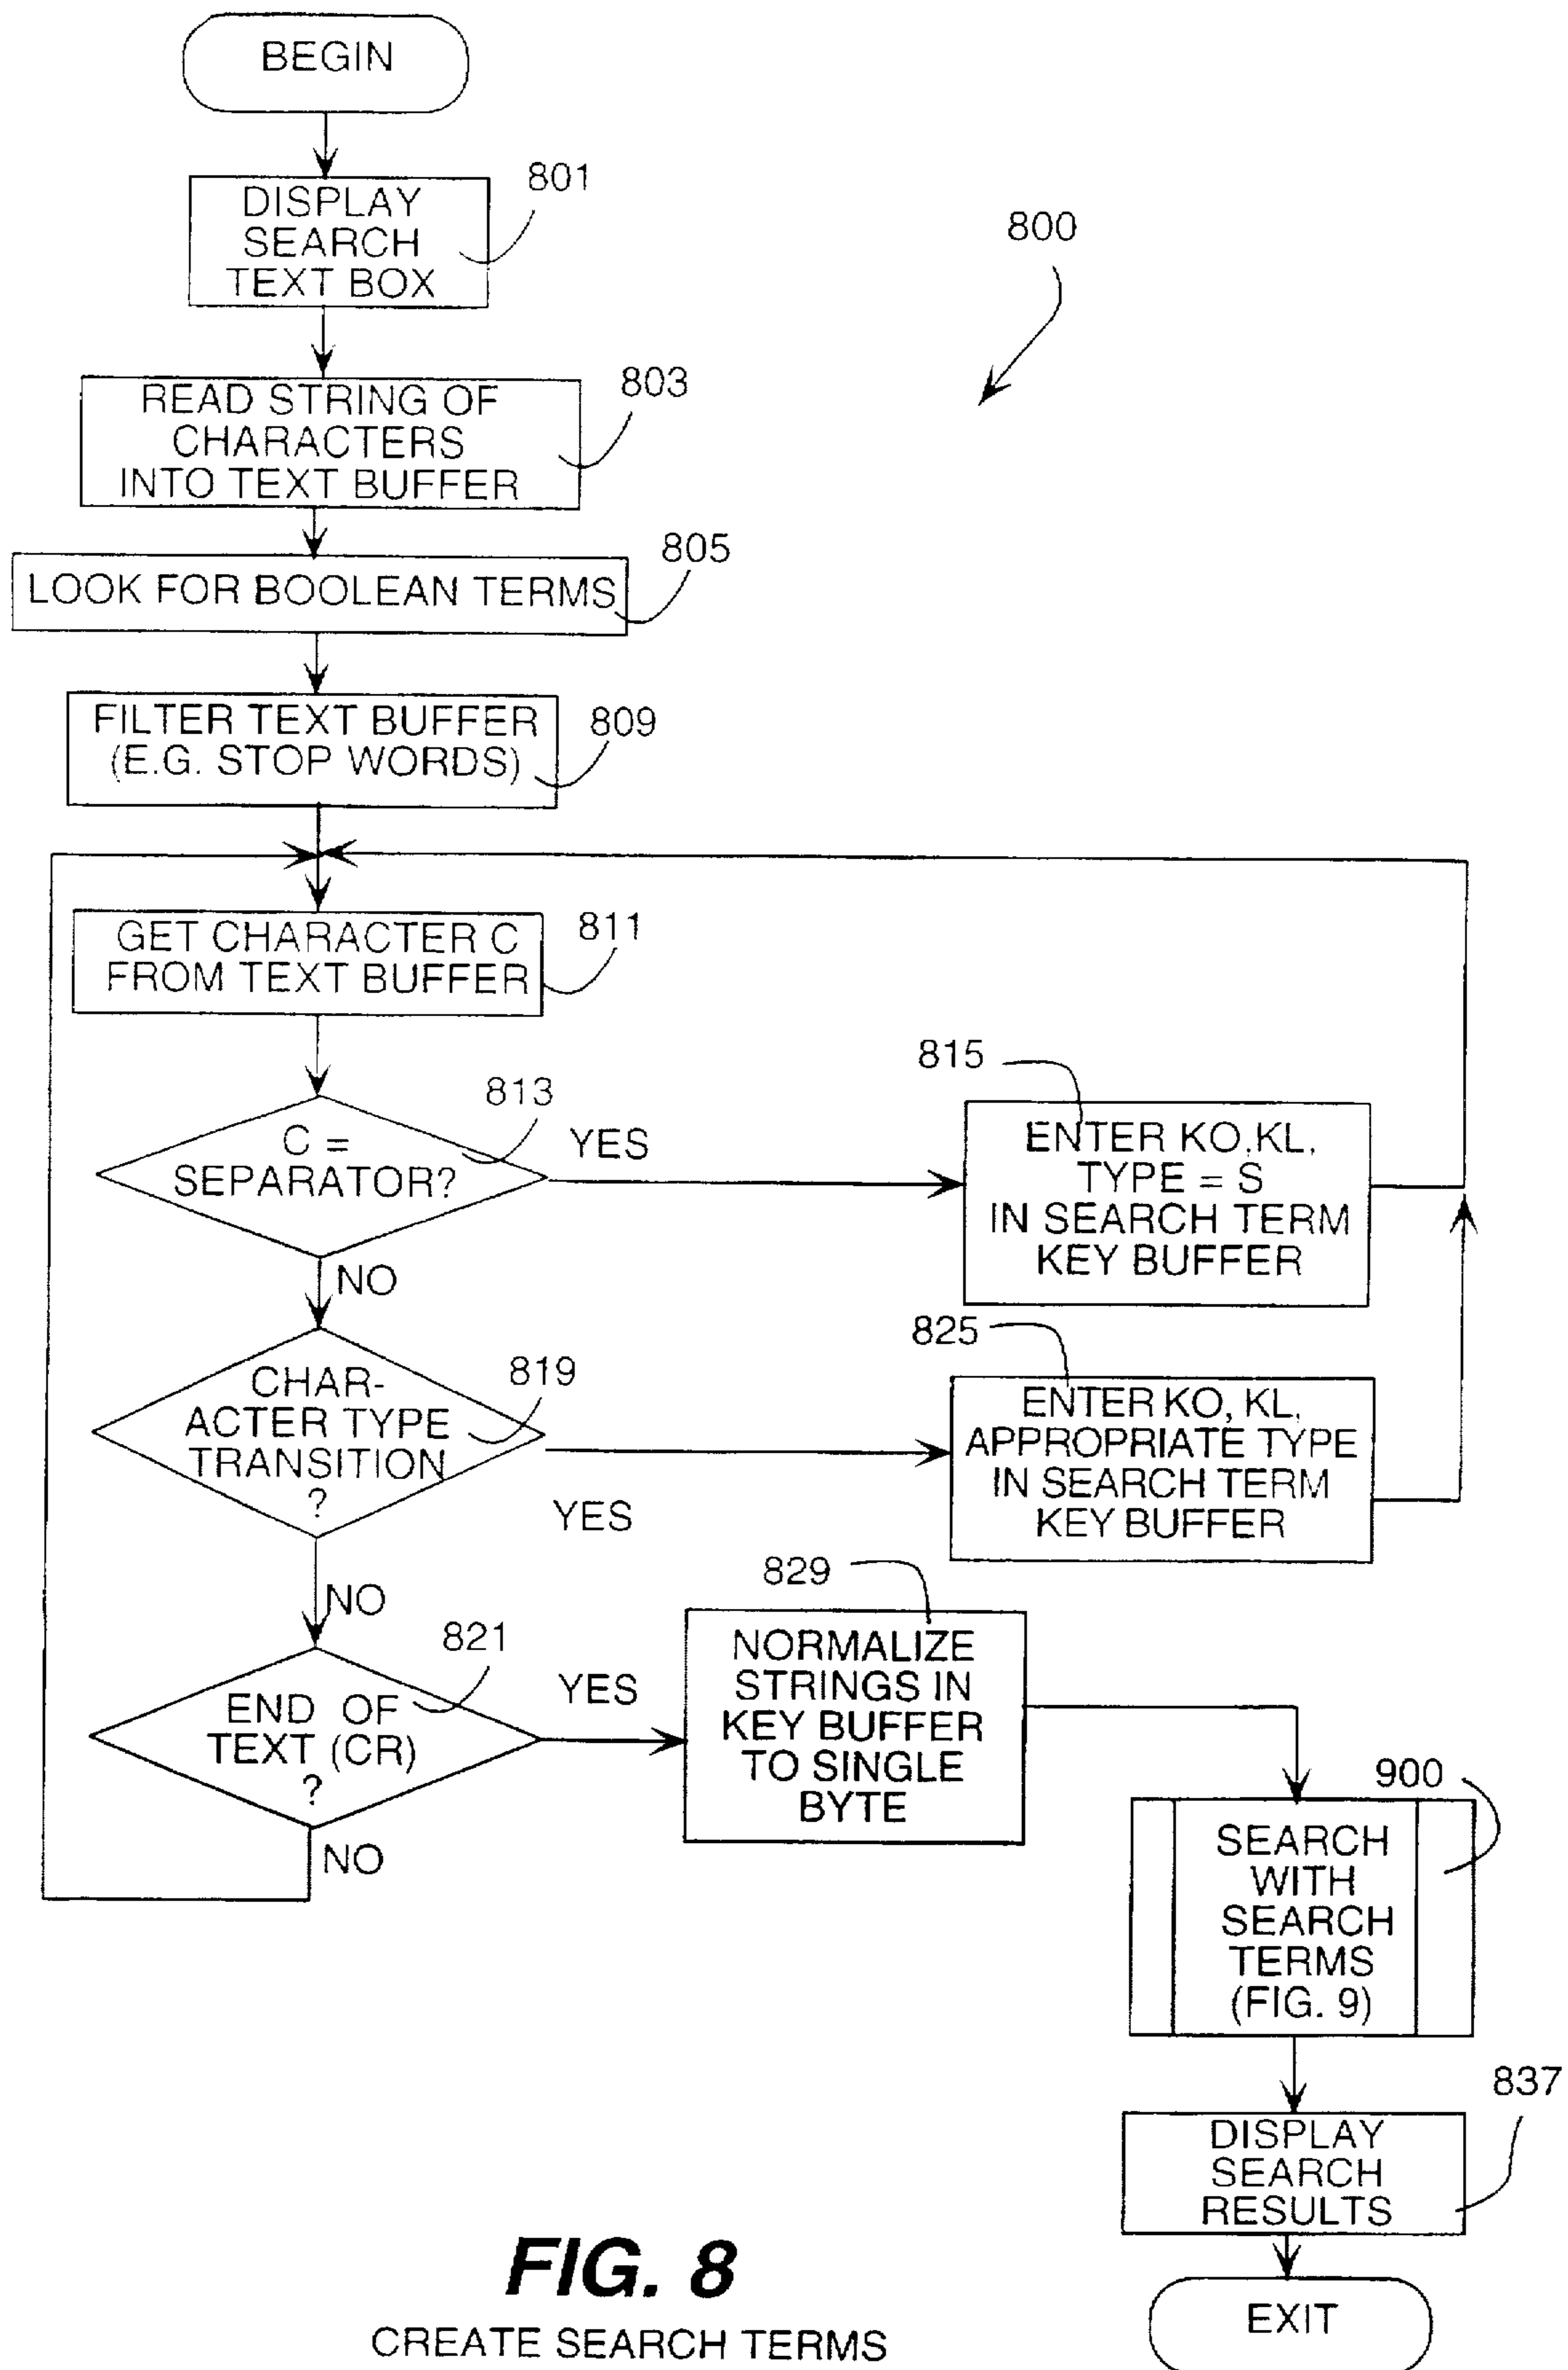 BEGIN
801
DISPLAY
SEARCH
TEXT BOX
800
803
READ STRING OF
CHARACTERS
INTO TEXT BUFFER
805
LOOK FOR BOOLEAN TERMS
809
FILTER TEXT BUFFER
(E.G. STOP WORDS)
811
GET CHARACTER C
FROM TEXT BUFFER
813
C =
SEPARATOR?
YES
815
ENTER KO,KL,
TYPE = S
IN SEARCH TERM
KEY BUFFER
NO
819
CHAR-
ACTER TYPE
TRANSITION
?
YES
825
ENTER KO, KL,
APPROPRIATE TYPE
IN SEARCH TERM
KEY BUFFER
NO
821
END OF
TEXT (CR)
?
YES
829
NORMALIZE
STRINGS IN
KEY BUFFER
TO SINGLE
BYTE
NO
900
SEARCH
WITH
SEARCH
TERMS
(FIG. 9)
837
DISPLAY
SEARCH
RESULTS
EXIT
FIG. 8
CREATE SEARCH TERMS